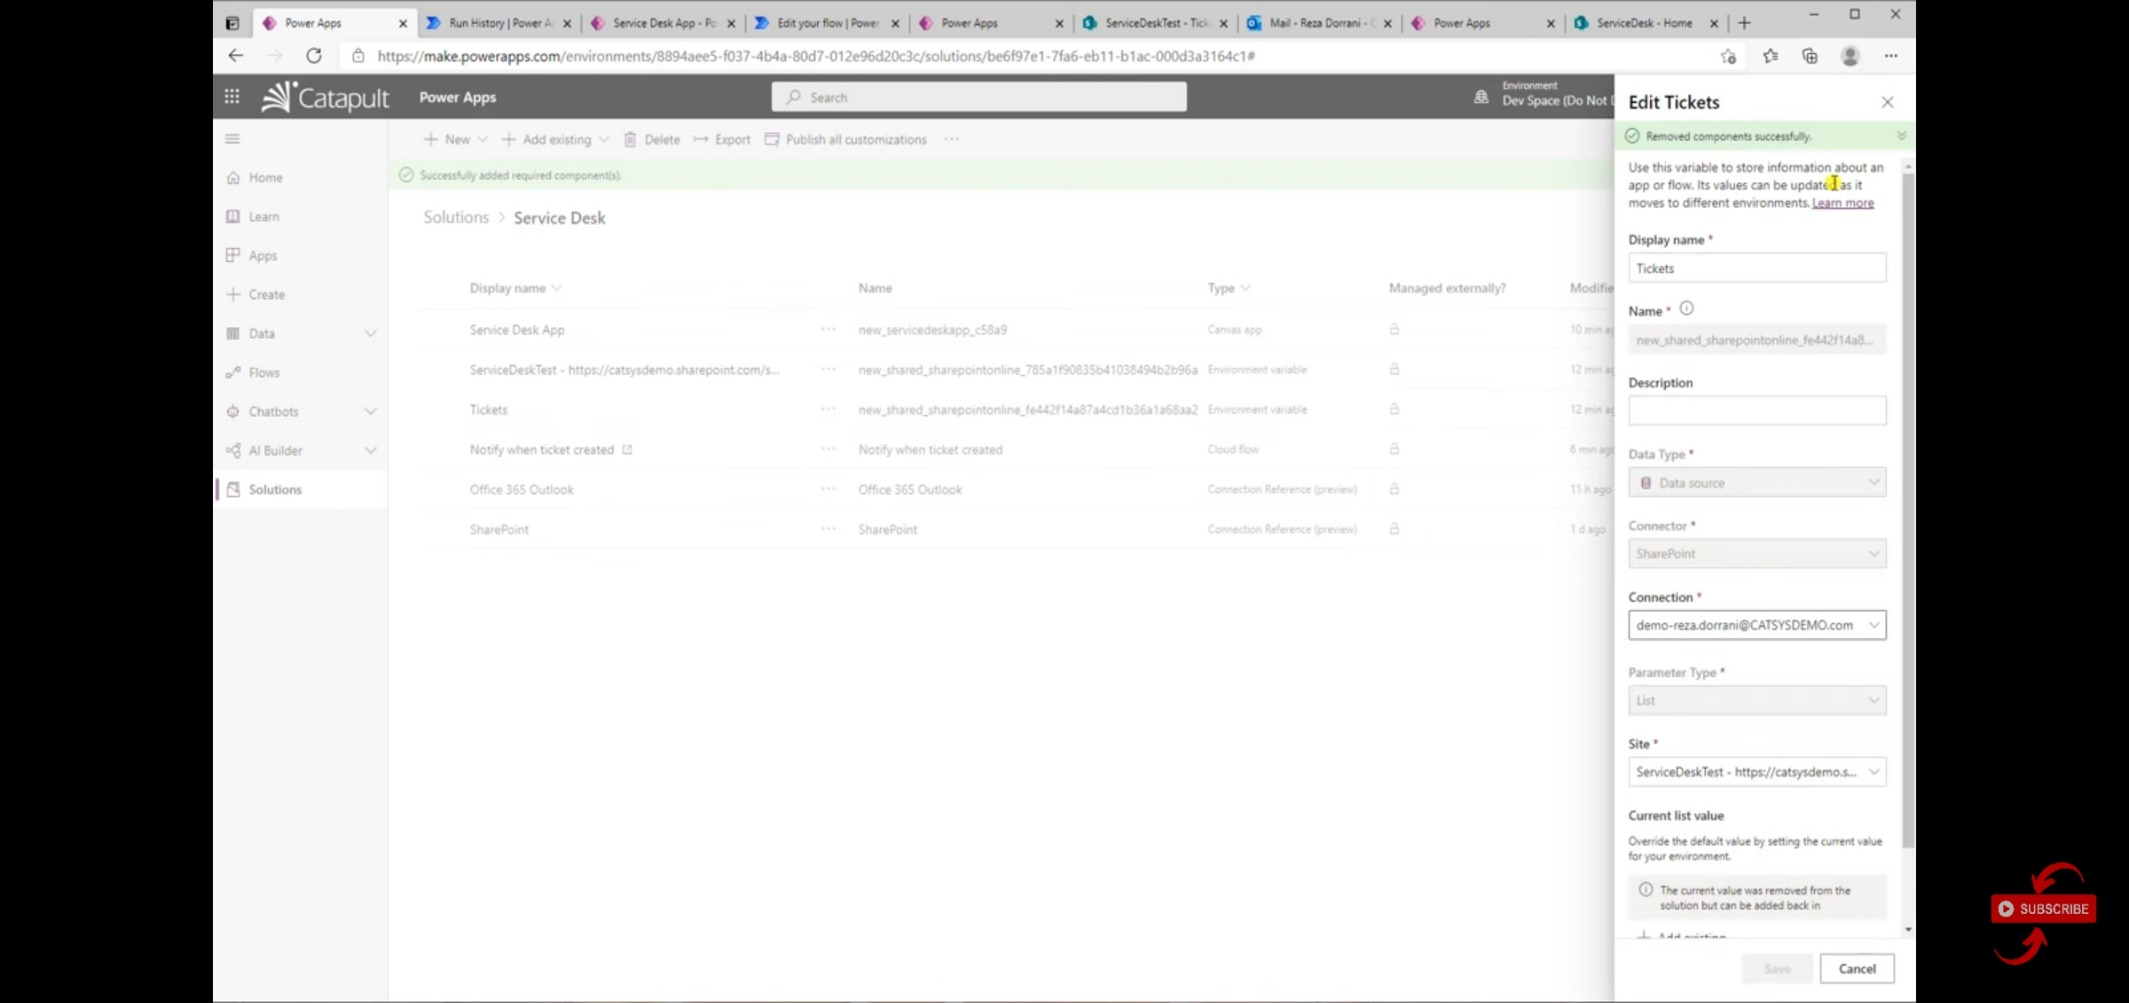 Power Apps
Run History | Power A
Service Desk App - Po
Edit your flow | Power
Power Apps
ServiceDeskTest - Tick
Mail - Reza Dorrani - C
Power Apps
ServiceDesk - Home
https://make.powerapps.com/environments/8894aee5-f037-4b4a-80d7-012e96d20c3c/solutions/be6f97e1-7fa6-eb11-b1ac-000d3a3164c1#
Catapult
Power Apps
Search
Environment
Dev Space (Do Not D
Home
Learn
Apps
Create
Data
Flows
Chatbots
AI Builder
Solutions
New
Add existing
Delete
Export
Publish all customizations
Successfully added required component(s).
Solutions > Service Desk
Display name Name Type Managed externally? Modifie
Service Desk App ··· new_servicedeskapp_c58a9 Canvas app 10 min ag
ServiceDeskTest - https://catsysdemo.sharepoint.com/s... ··· new_shared_sharepointonline_785a1f90835b41038494b2b96a Environment variable 12 min ag
Tickets ··· new_shared_sharepointonline_fe442f14a87a4cd1b36a1a68aa2 Environment variable 12 min ag
Notify when ticket created ··· Notify when ticket created Cloud flow 6 min ago
Office 365 Outlook ··· Office 365 Outlook Connection Reference (preview) 11 h ago
SharePoint ··· SharePoint Connection Reference (preview) 1 d ago
Edit Tickets
Removed components successfully.
Use this variable to store information about an
app or flow. Its values can be updated as it
moves to different environments. Learn more
Display name *
Tickets
Name *
new_shared_sharepointonline_fe442f14a8...
Description
Data Type *
Data source
Connector *
SharePoint
Connection *
demo-reza.dorrani@CATSYSDEMO.com
Parameter Type *
List
Site *
ServiceDeskTest - https://catsysdemo.s...
Current list value
Override the default value by setting the current value
for your environment.
The current value was removed from the
solution but can be added back in
Add existing
Save
Cancel
SUBSCRIBE